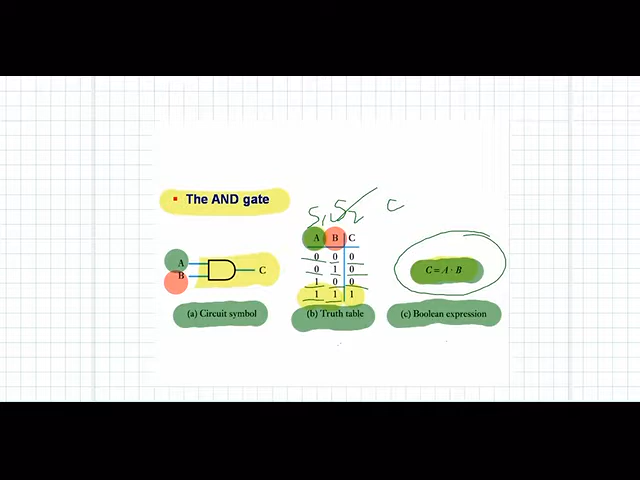 ▪ The AND gate
S₁ S₂ C
A B C
A
B
C
0 0 0
0 1 0
1 0 0
1 1 1
C = A · B
(a) Circuit symbol
(b) Truth table
(c) Boolean expression